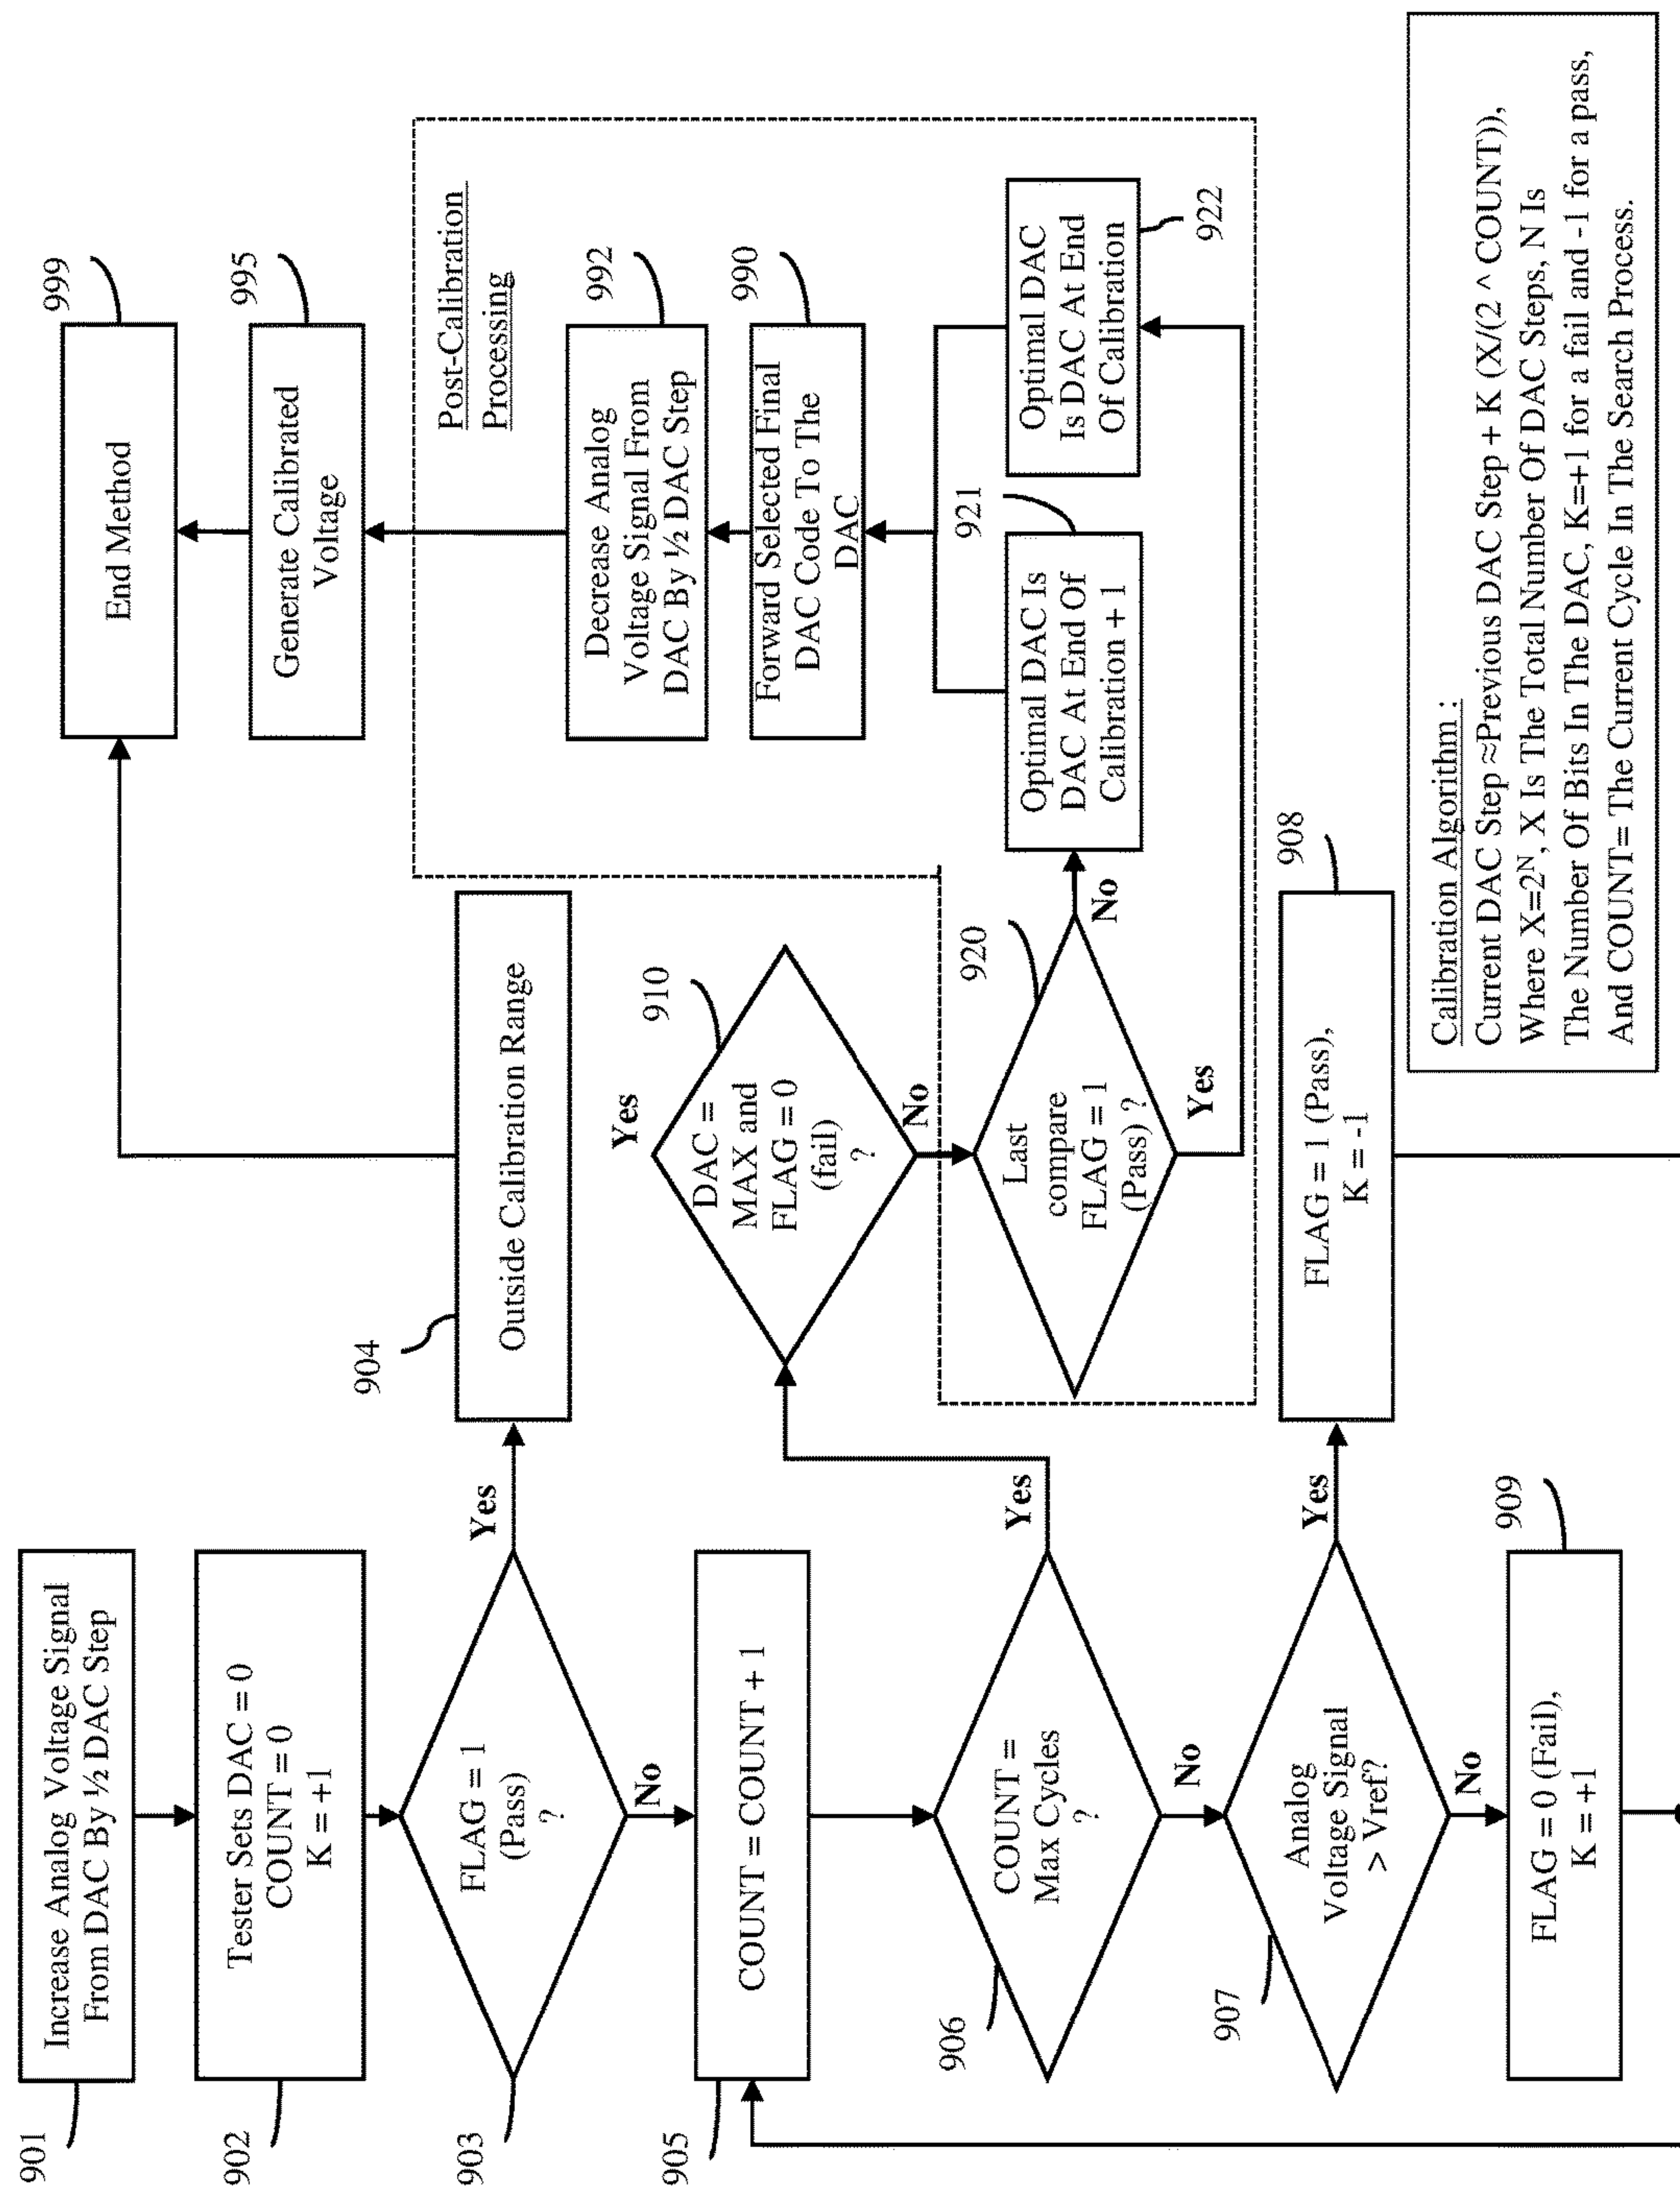 901
Increase Analog Voltage Signal
From DAC By ½ DAC Step
902
Tester Sets DAC = 0
COUNT = 0
K = +1
903
FLAG = 1
(Pass)
?
Yes
No
904
Outside Calibration Range
905
COUNT = COUNT + 1
906
COUNT =
Max Cycles
?
Yes
No
907
Analog
Voltage Signal
> Vref?
Yes
No
908
FLAG = 1 (Pass),
K = -1
909
FLAG = 0 (Fail),
K = +1
910
Yes
DAC =
MAX and
FLAG = 0
(fail)
?
No
920
Last
compare
FLAG = 1
(Pass) ?
No
Yes
921
Optimal DAC Is
DAC At End Of
Calibration + 1
922
Optimal DAC
Is DAC At End
Of Calibration
Post-Calibration
Processing
990
Forward Selected Final
DAC Code To The
DAC
992
Decrease Analog
Voltage Signal From
DAC By ½ DAC Step
995
Generate Calibrated
Voltage
999
End Method
Calibration Algorithm :
Current DAC Step ≈Previous DAC Step + K (X/(2 ^ COUNT)),
Where X=2ᴺ, X Is The Total Number Of DAC Steps, N Is
The Number Of Bits In The DAC, K=+1 for a fail and -1 for a pass,
And COUNT= The Current Cycle In The Search Process.